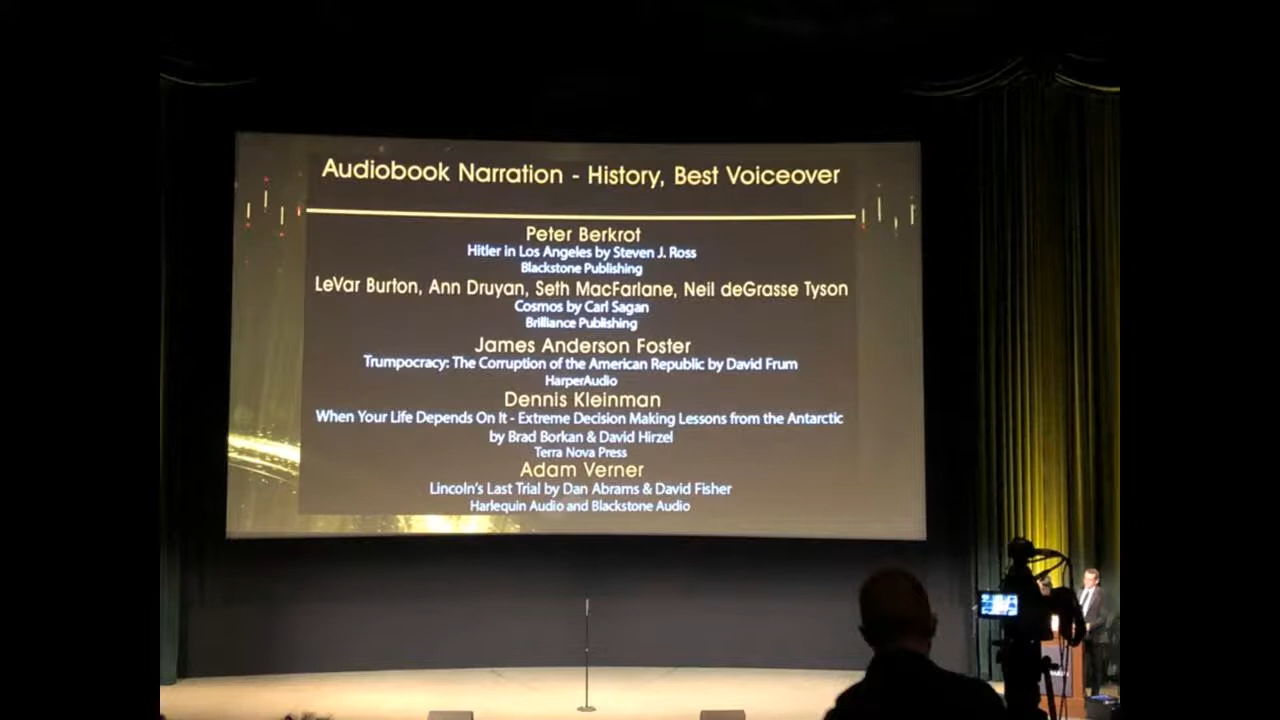 Audiobook Narration - History, Best Voiceover
Peter Berkrot
Hitler in Los Angeles by Steven J. Ross
Blackstone Publishing
LeVar Burton, Ann Druyan, Seth MacFarlane, Neil deGrasse Tyson
Cosmos by Carl Sagan
Brilliance Publishing
James Anderson Foster
Trumpocracy: The Corruption of the American Republic by David Frum
HarperAudio
Dennis Kleinman
When Your Life Depends On It - Extreme Decision Making Lessons from the Antarctic
by Brad Borkan & David Hirzel
Terra Nova Press
Adam Verner
Lincoln's Last Trial by Dan Abrams & David Fisher
Harlequin Audio and Blackstone Audio